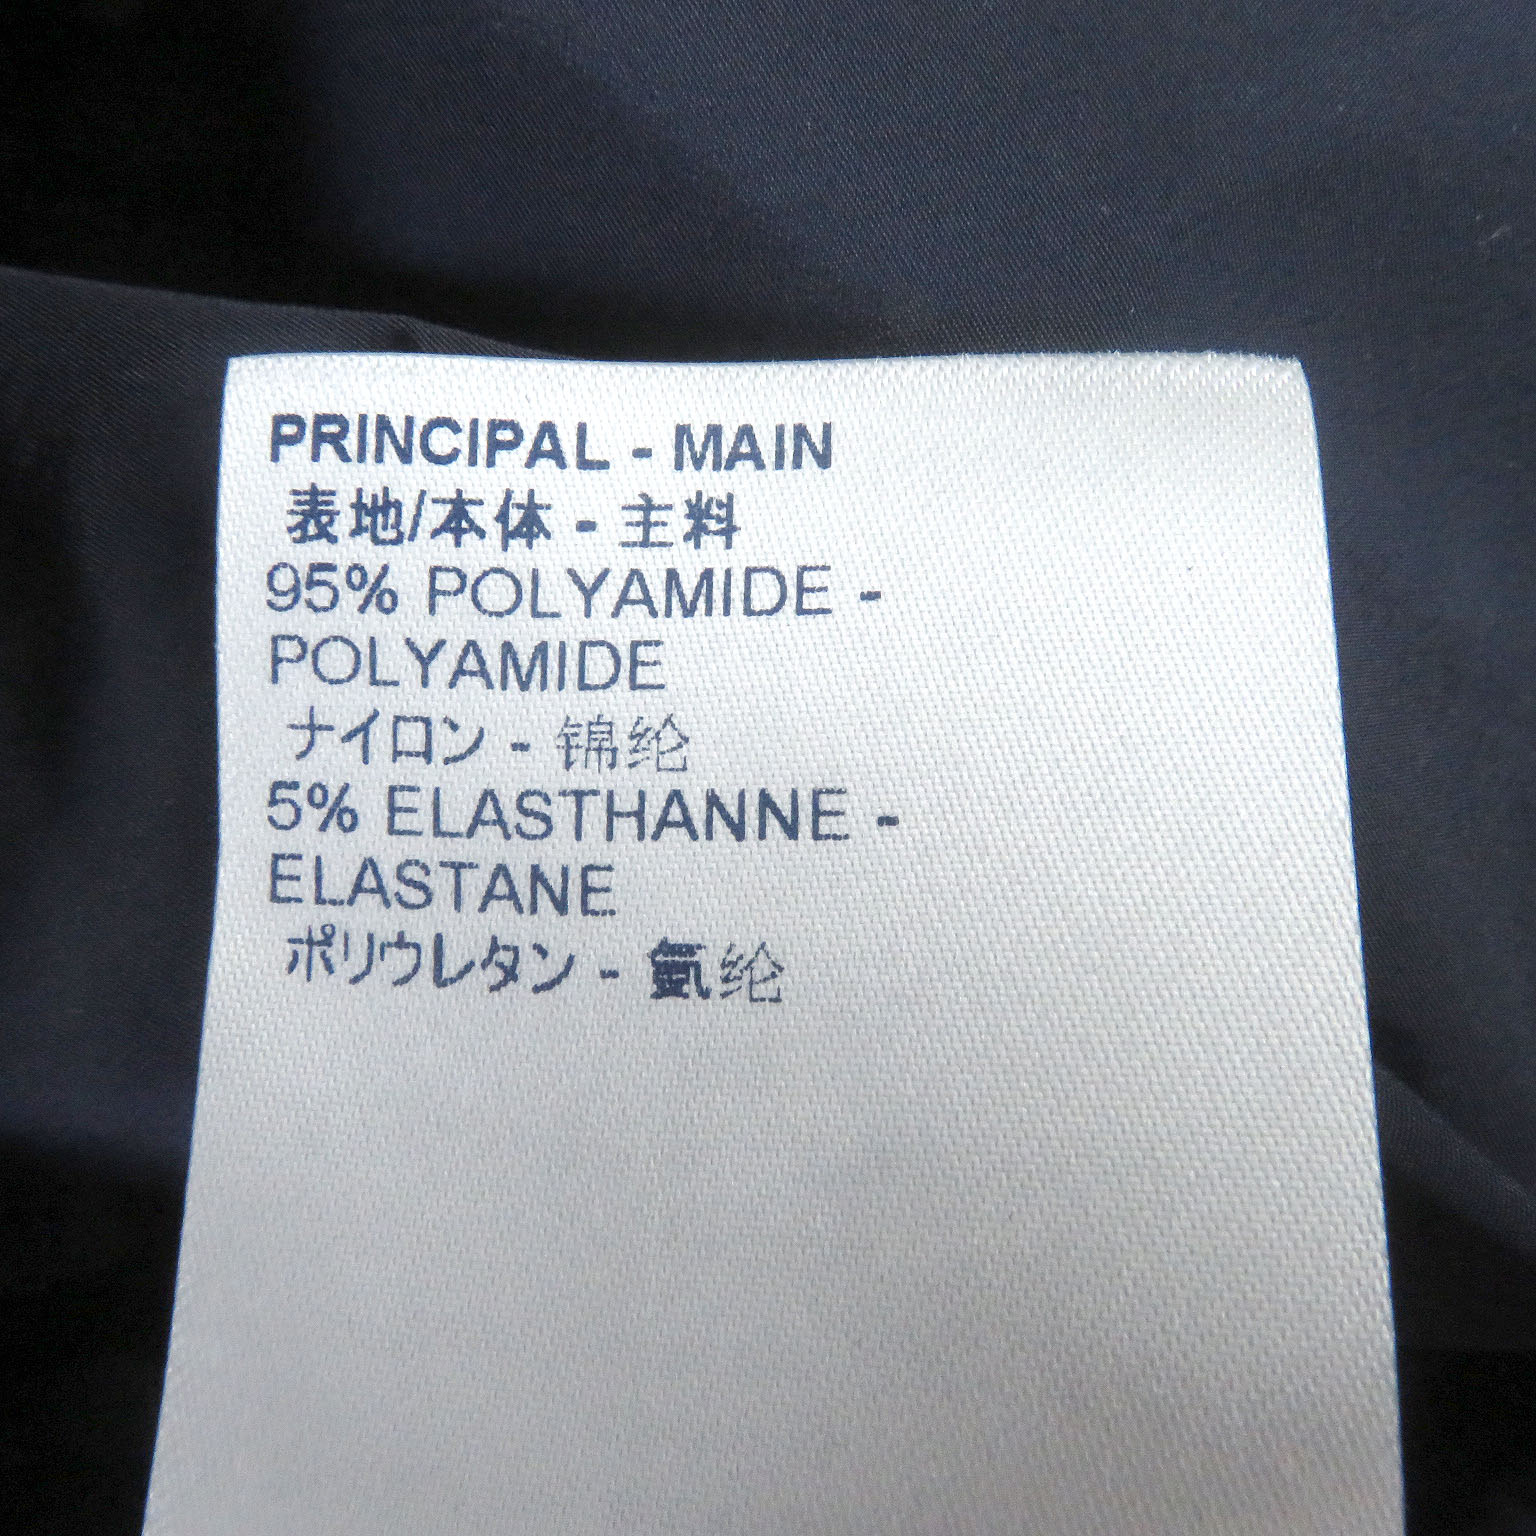 PRINCIPAL - MAIN
表地/本体 - 主料
95% POLYAMIDE -
POLYAMIDE
ナイロン - 锦纶
5% ELASTHANNE -
ELASTANE
ポリウレタン - 氨纶